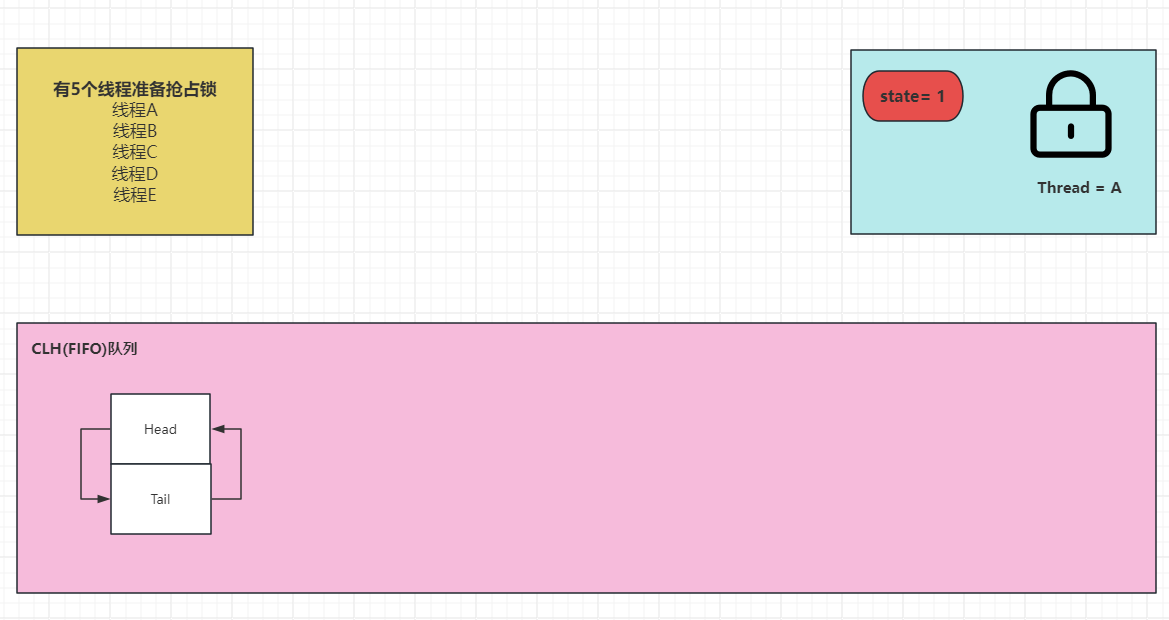 有5个线程准备抢占锁
线程A
线程B
线程C
线程D
线程E
state= 1
Thread = A
CLH(FIFO)队列
Head
Tail